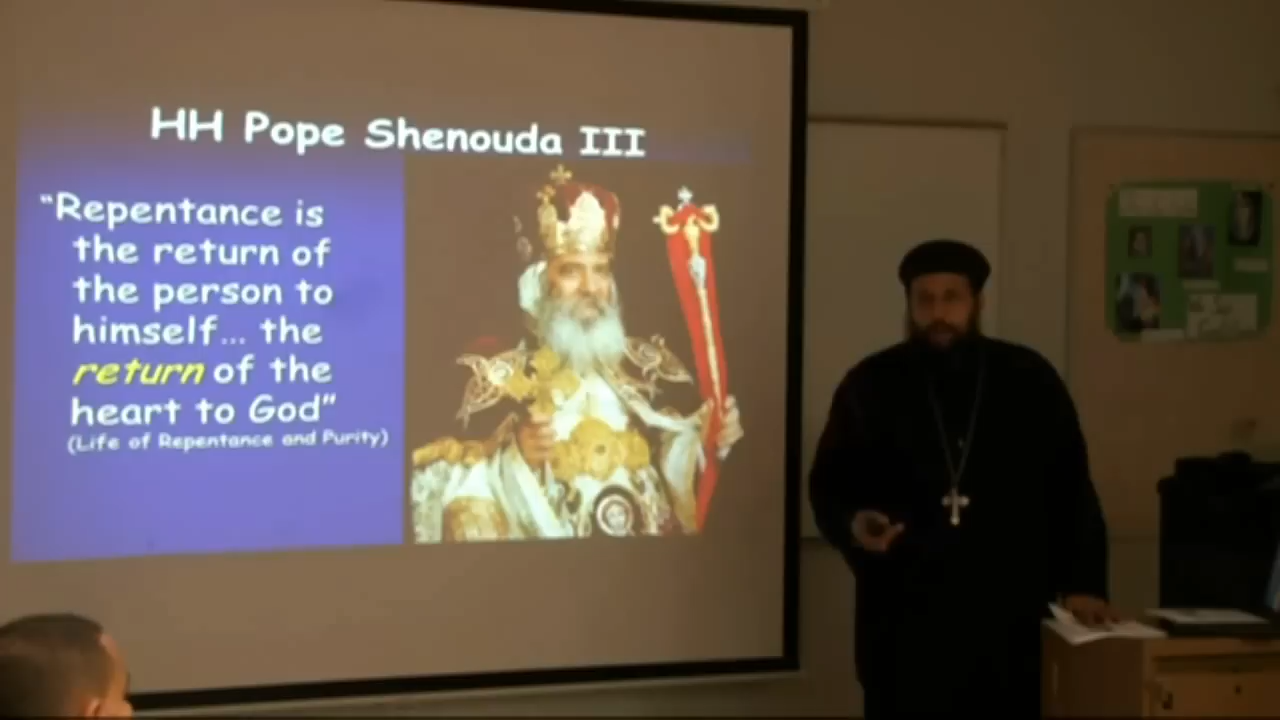 HH Pope Shenouda III
“Repentance is
the return of
the person to
himself... the
return of the
heart to God”
(Life of Repentance and Purity)